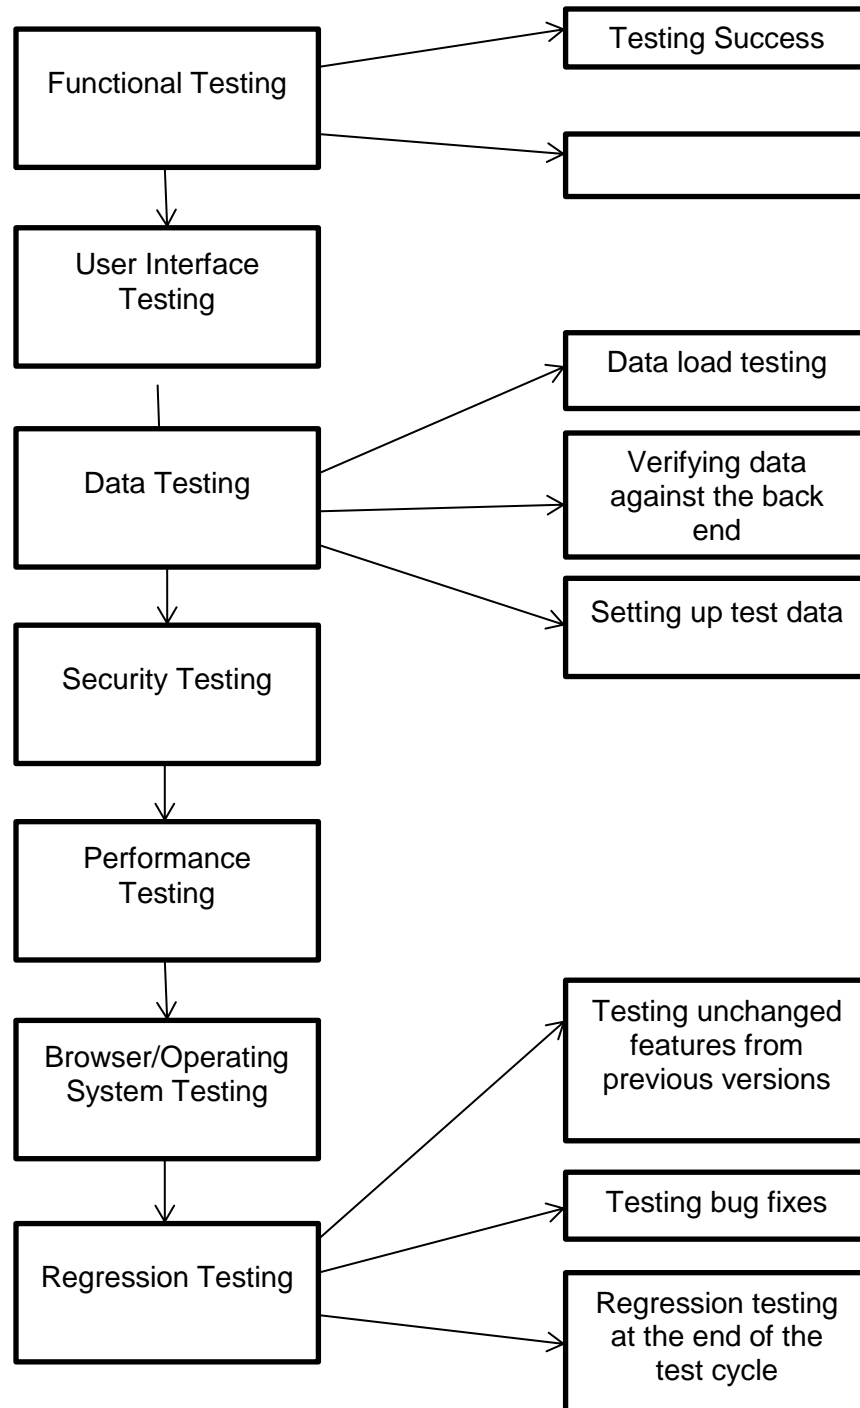 Testing Success
Functional Testing
User Interface
Testing
Data load testing
Data Testing
Verifying data
against the back
end
Setting up test data
Security Testing
Performance
Testing
Browser/Operating
System Testing
Testing unchanged
features from
previous versions
Testing bug fixes
Regression Testing
Regression testing
at the end of the
test cycle